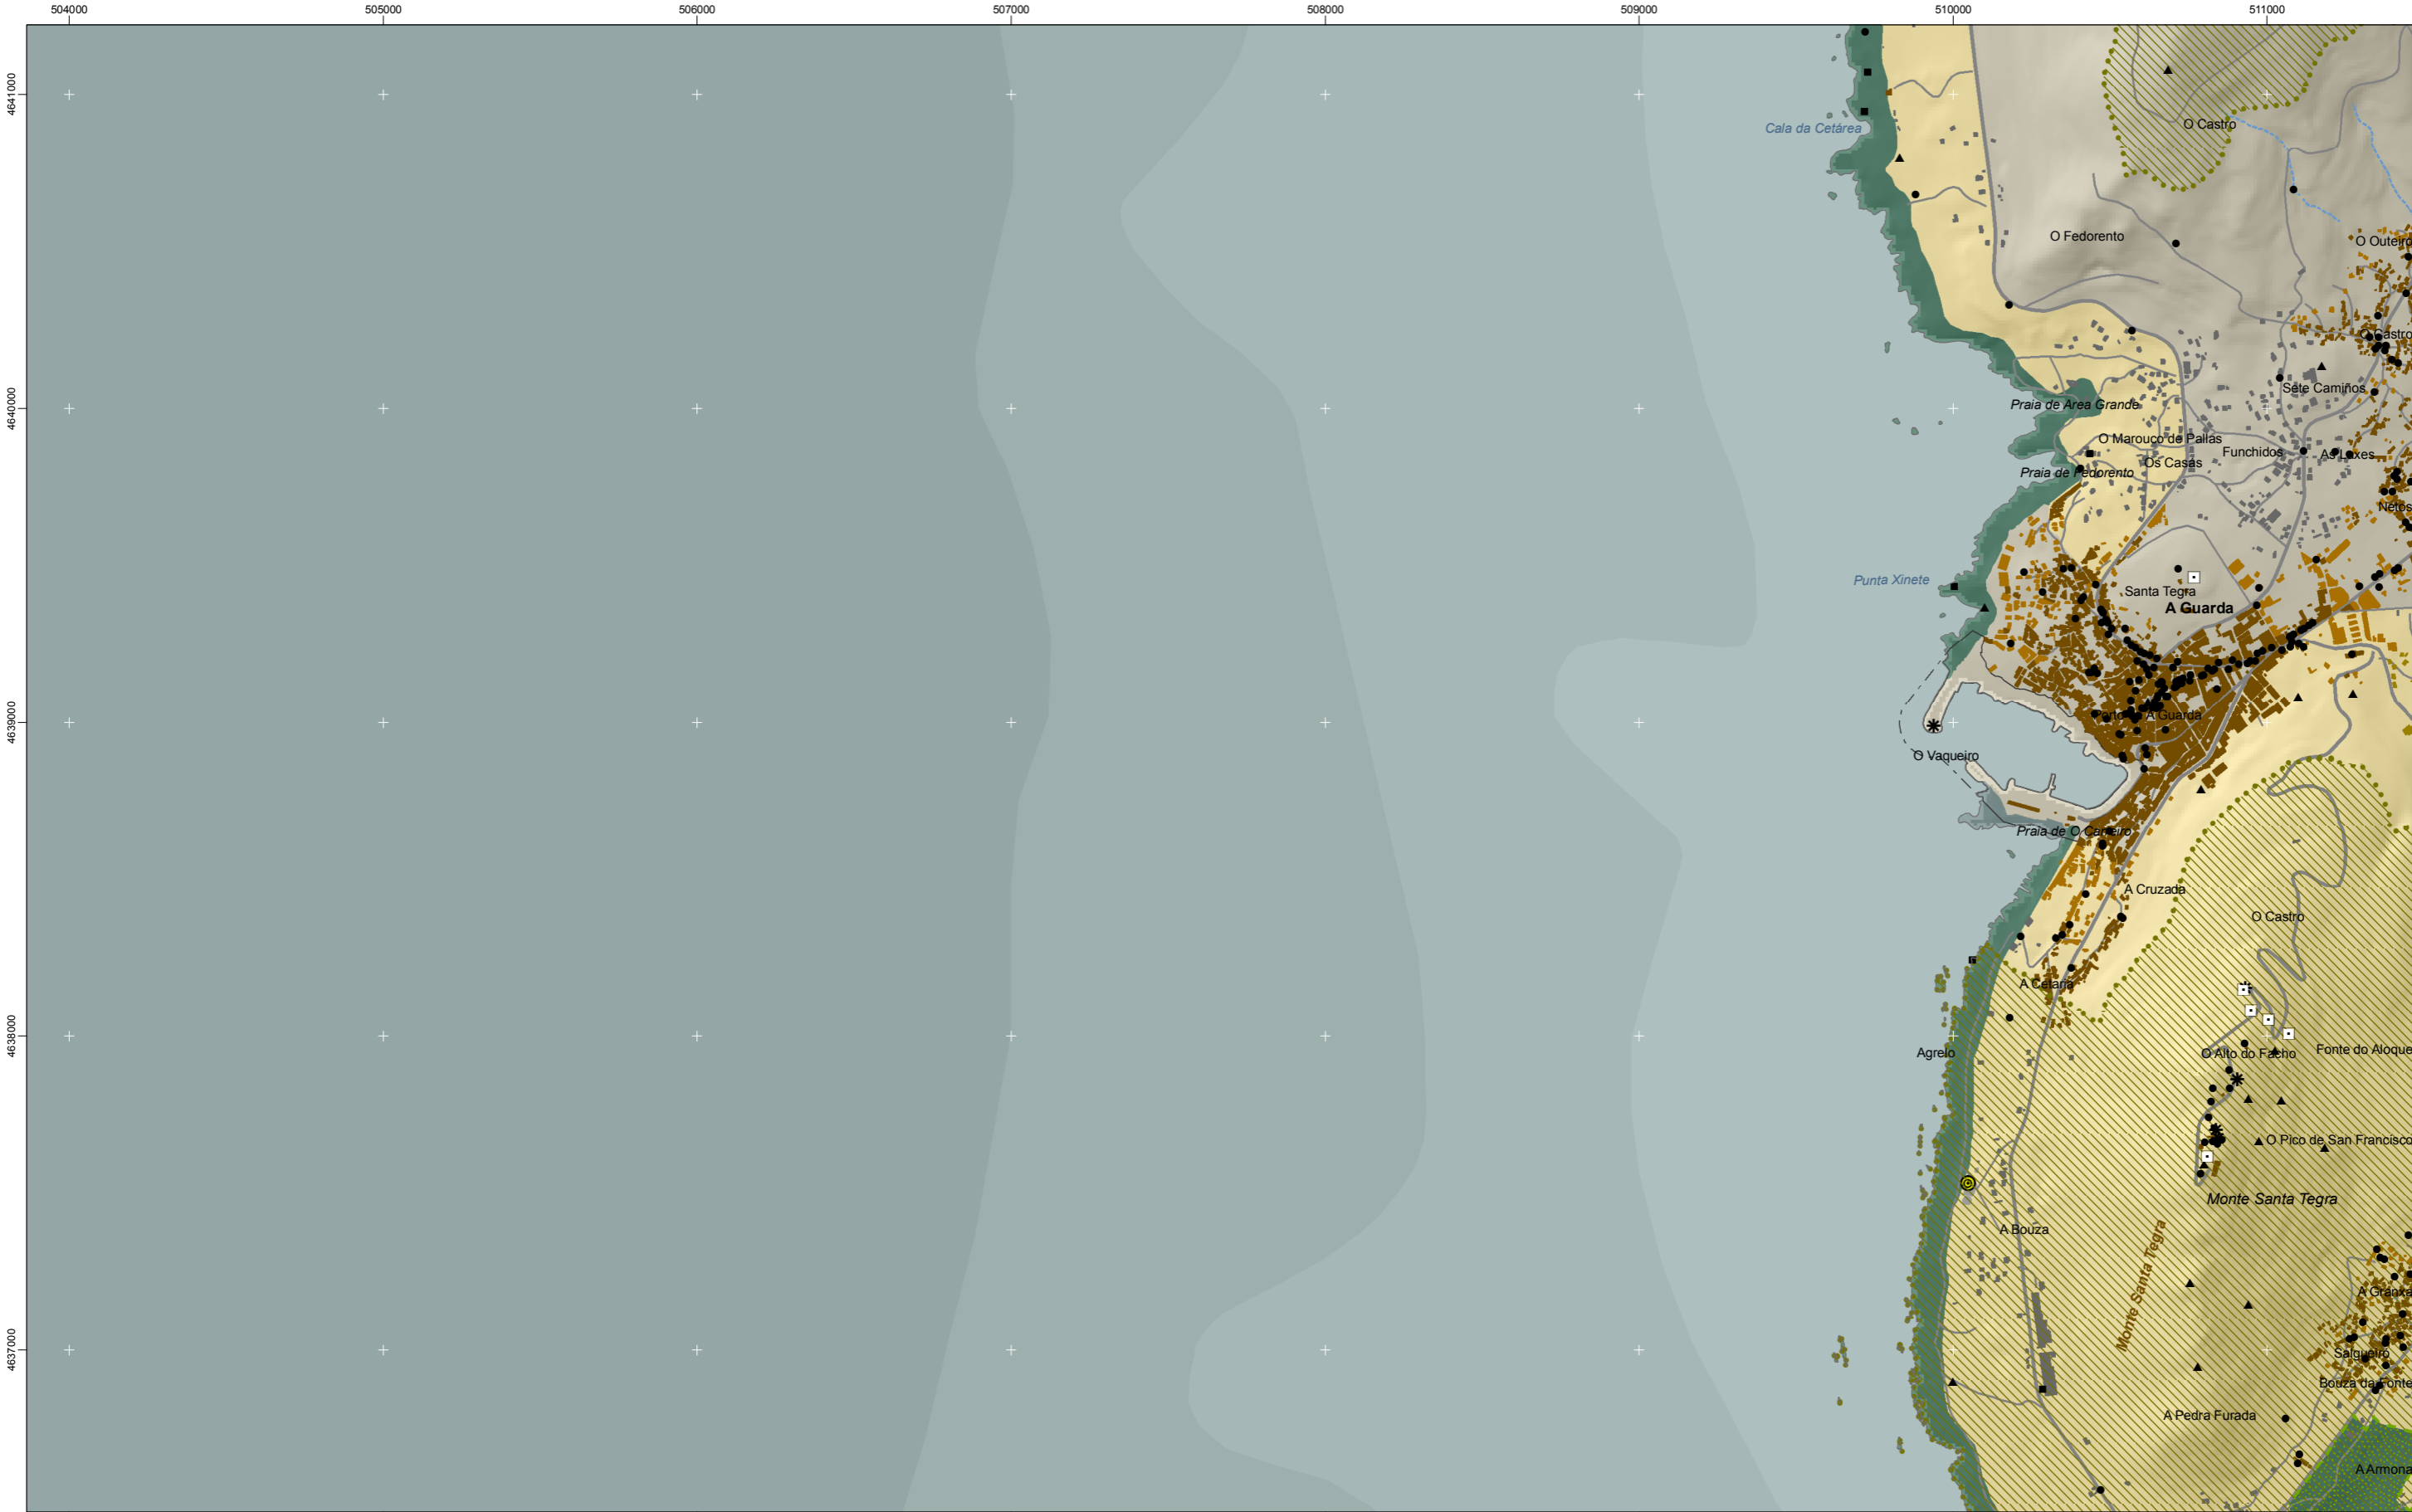 504000 505000 506000 507000 508000 509000 510000 511000
4641000
4640000
4639000
4638000
4637000
Cala da Cetárea
O Castro
O Fedorento
O Outeiro
O Castro
Sete Camiños
Praia de Area Grande
O Marouco de Pallas
Funchidos
As Laxes
Os Casas
Praia de Fedorento
Netos
Punta Xinete
Santa Tegra
A Guarda
Porto A Guarda
O Vaqueiro
Praia de O Carreiro
A Cruzada
O Castro
A Cetaria
Agrelo
O Alto do Facho
Fonte do Aloque
O Pico de San Francisco
Monte Santa Tegra
A Bouza
Monte Santa Tegra
A Granxa
Salgueiro
Bouza da Fonte
A Pedra Furada
A Armona